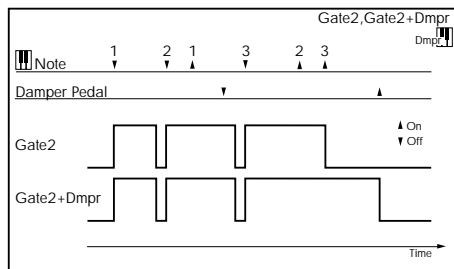 Gate2,Gate2+Dmpr
Dmpr
1 2 1 3 2 3
Note
Damper Pedal
On
Off
Gate2
Gate2+Dmpr
Time